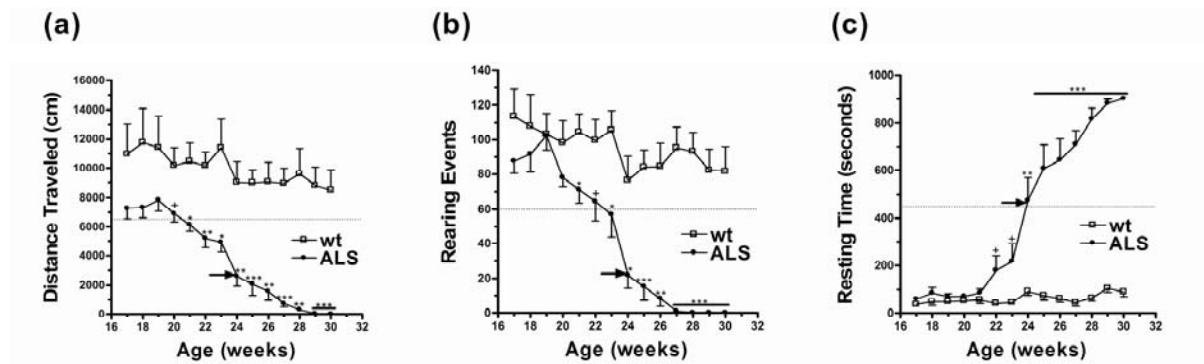 (a)
(b)
(c)
Distance Traveled (cm)
16000
14000
12000
10000
8000
6000
4000
2000
0
+
*
**
*
**
***
**
***
**
***
wt
ALS
16 18 20 22 24 26 28 30 32
Age (weeks)
Rearing Events
140
120
100
80
60
40
20
0
**
+
*
*
***
**
***
wt
ALS
16 18 20 22 24 26 28 30 32
Age (weeks)
Resting Time (seconds)
1000
800
600
400
200
0
+
+
**
***
wt
ALS
16 18 20 22 24 26 28 30 32
Age (weeks)